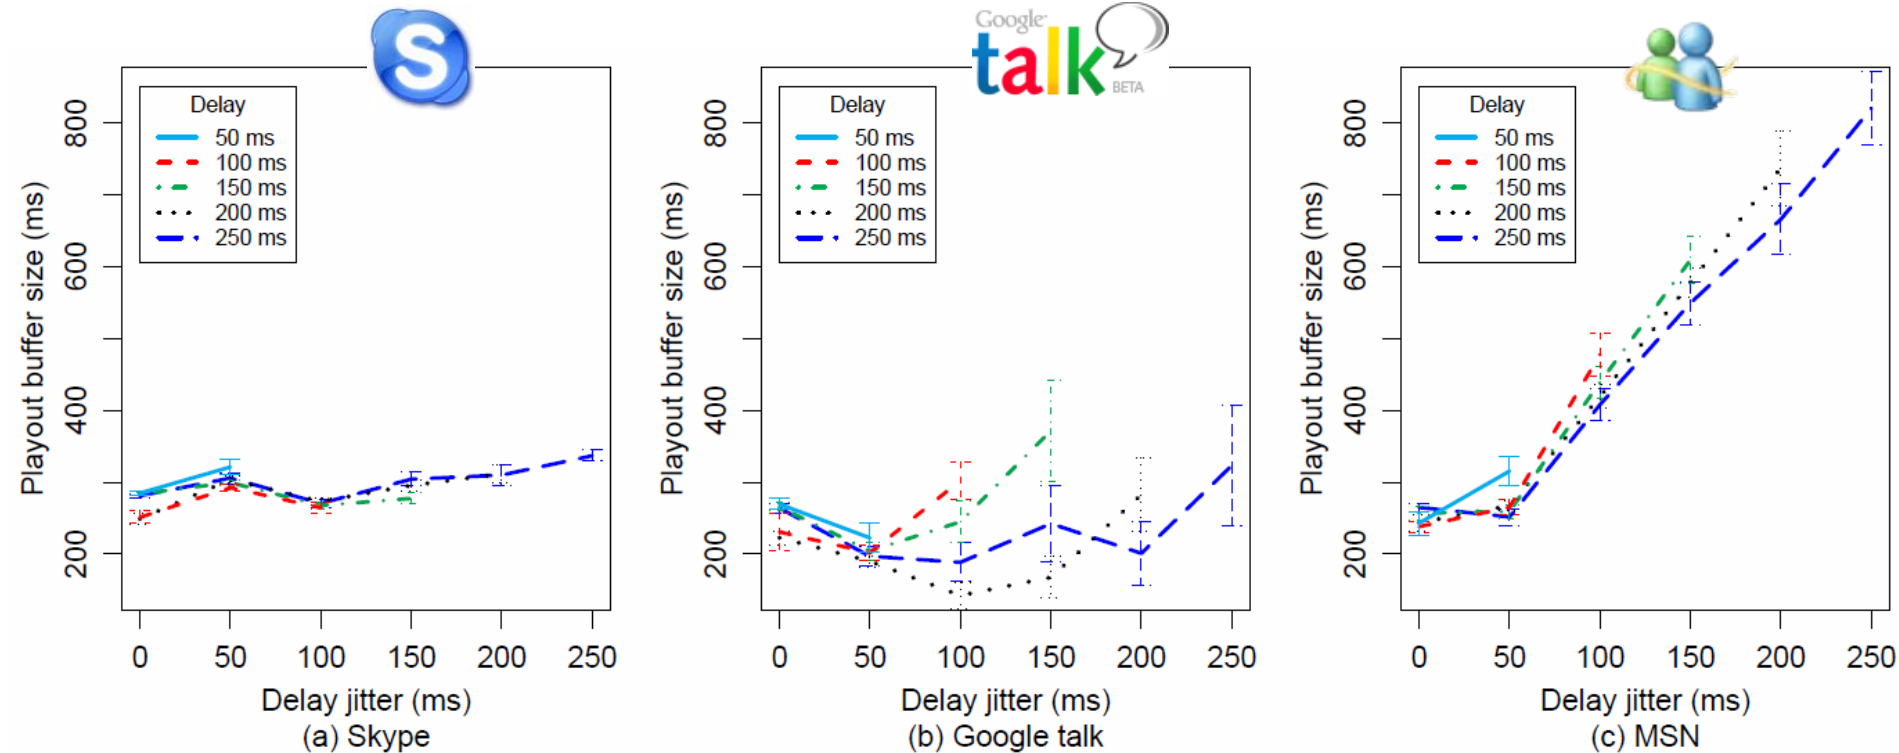 S
Google
talk
BETA
Delay
50 ms
100 ms
150 ms
200 ms
250 ms
Playout buffer size (ms)
800
600
400
200
0 50 100 150 200 250
Delay jitter (ms)
(a) Skype
Delay
50 ms
100 ms
150 ms
200 ms
250 ms
Playout buffer size (ms)
800
600
400
200
0 50 100 150 200 250
Delay jitter (ms)
(b) Google talk
Delay
50 ms
100 ms
150 ms
200 ms
250 ms
Playout buffer size (ms)
800
600
400
200
0 50 100 150 200 250
Delay jitter (ms)
(c) MSN